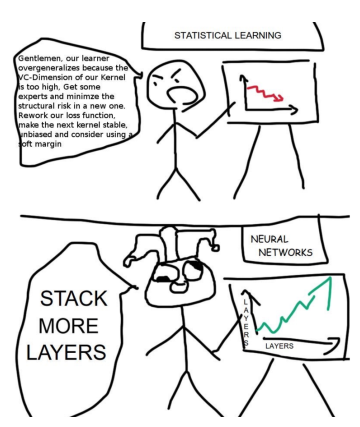 STATISTICAL LEARNING
Gentlemen, our learner
overgeneralizes because the
VC-Dimension of our Kernel
is too high, Get some
experts and minimze the
structural risk in a new one.
Rework our loss function,
make the next kernel stable,
unbiased and consider using a
soft margin
NEURAL
NETWORKS
STACK
MORE
LAYERS
LAYERS
LAYERS